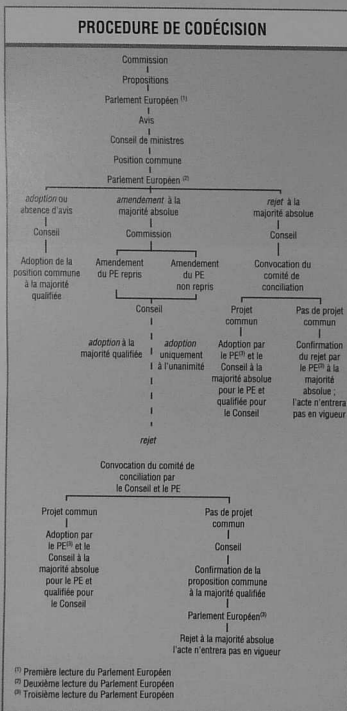 PROCEDURE DE CODÉCISION
Commission
Propositions
Parlement Européen (1)
Avis
Conseil de ministres
Position commune
Parlement Européen (2)
adoption ou
absence d'avis
Conseil
Adoption de la
position commune
à la majorité
qualifiée
amendement à la
majorité absolue
Commission
Amendement
du PE repris
Amendement
du PE
non repris
Conseil
adoption à la
majorité qualifiée
adoption
uniquement
à l'unanimité
rejet à la
majorité absolue
Conseil
Convocation du
comité de
conciliation
Projet
commun
Adoption par
le PE(3) et le
Conseil à la
majorité absolue
pour le PE et
qualifiée pour
le Conseil
Pas de projet
commun
Confirmation
du rejet par
le PE(3) à la
majorité
absolue ;
l'acte n'entrera
pas en vigueur
rejet
Convocation du comité de
conciliation par
le Conseil et le PE
Projet commun
Adoption par
le PE(3) et le
Conseil à la
majorité absolue
pour le PE et
qualifiée pour
le Conseil
Pas de projet
commun
Conseil
Confirmation de la
proposition commune
à la majorité qualifiée
Parlement Européen(3)
Rejet à la majorité absolue
l'acte n'entrera pas en vigueur
(1) Première lecture du Parlement Européen
(2) Deuxième lecture du Parlement Européen
(3) Troisième lecture du Parlement Européen